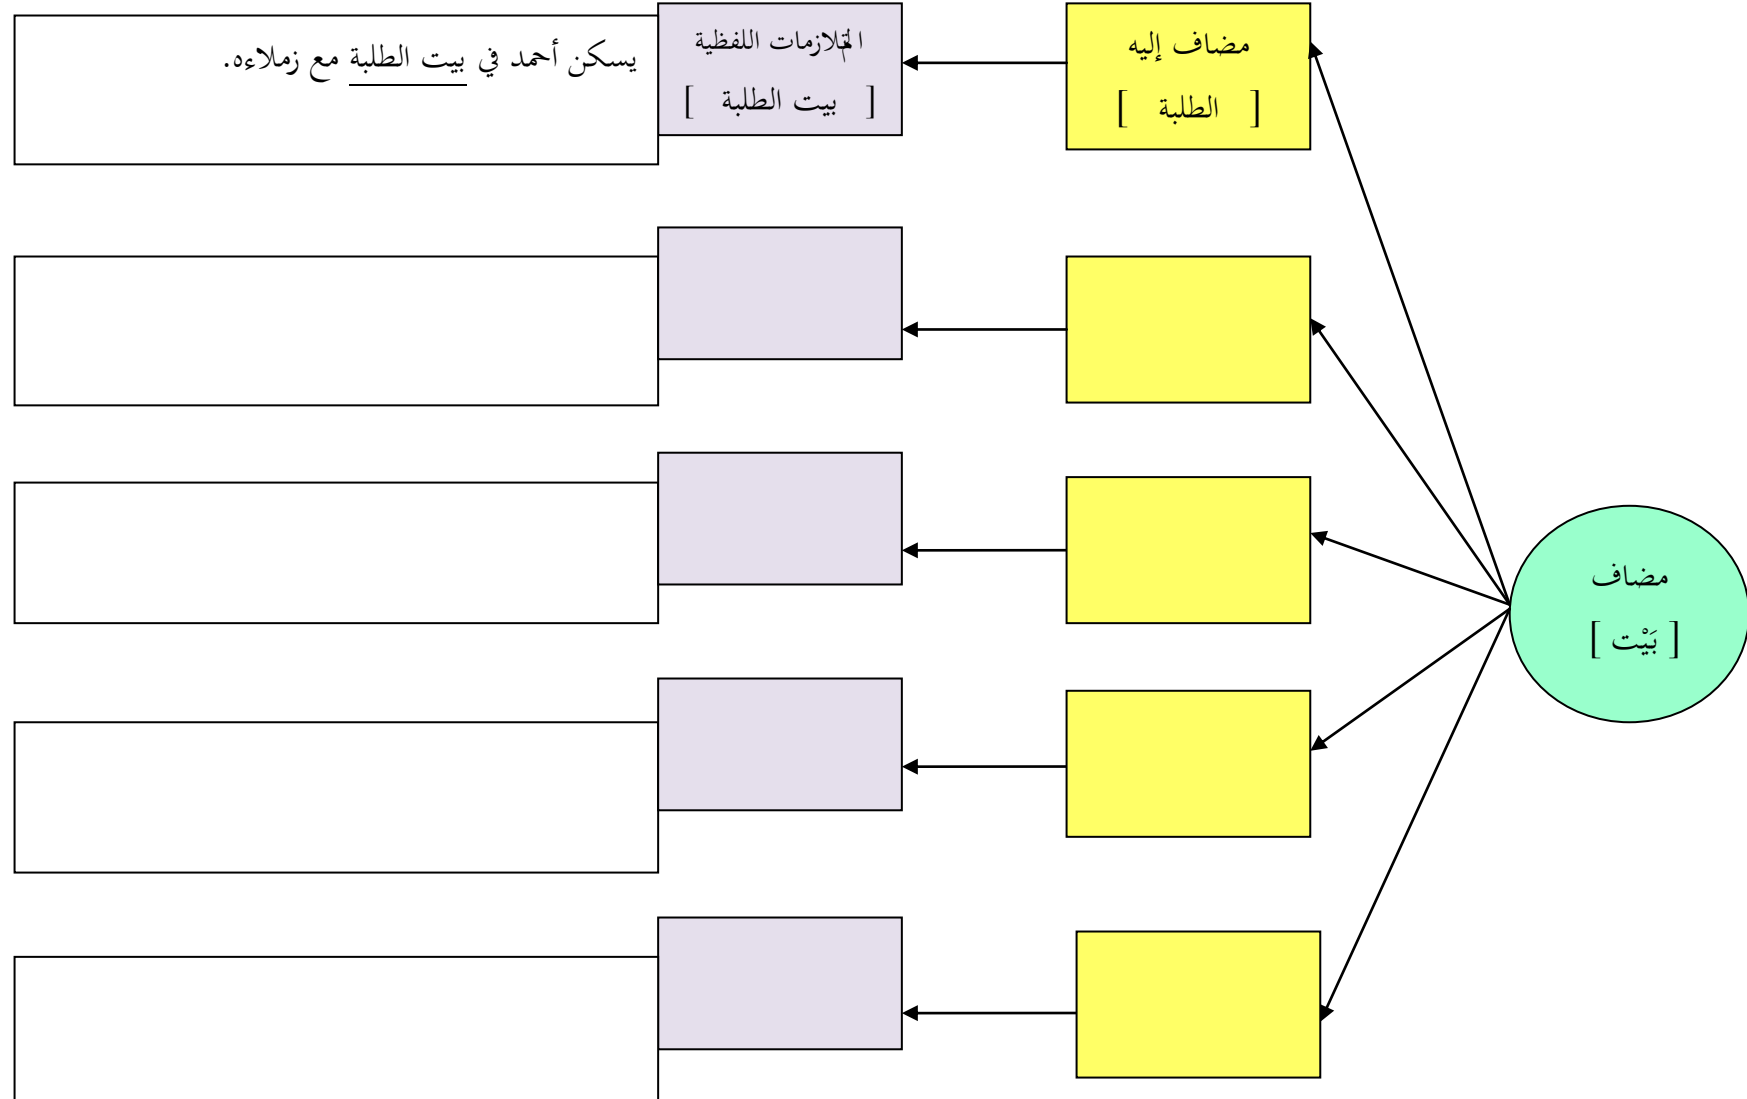 مضاف إليه
[ الطلبة ]
المتلازمات اللفظية
[ بيت الطلبة ]
يسكن أحمد في بيت الطلبة مع زملاءه.
مضاف
[ بَيْت ]